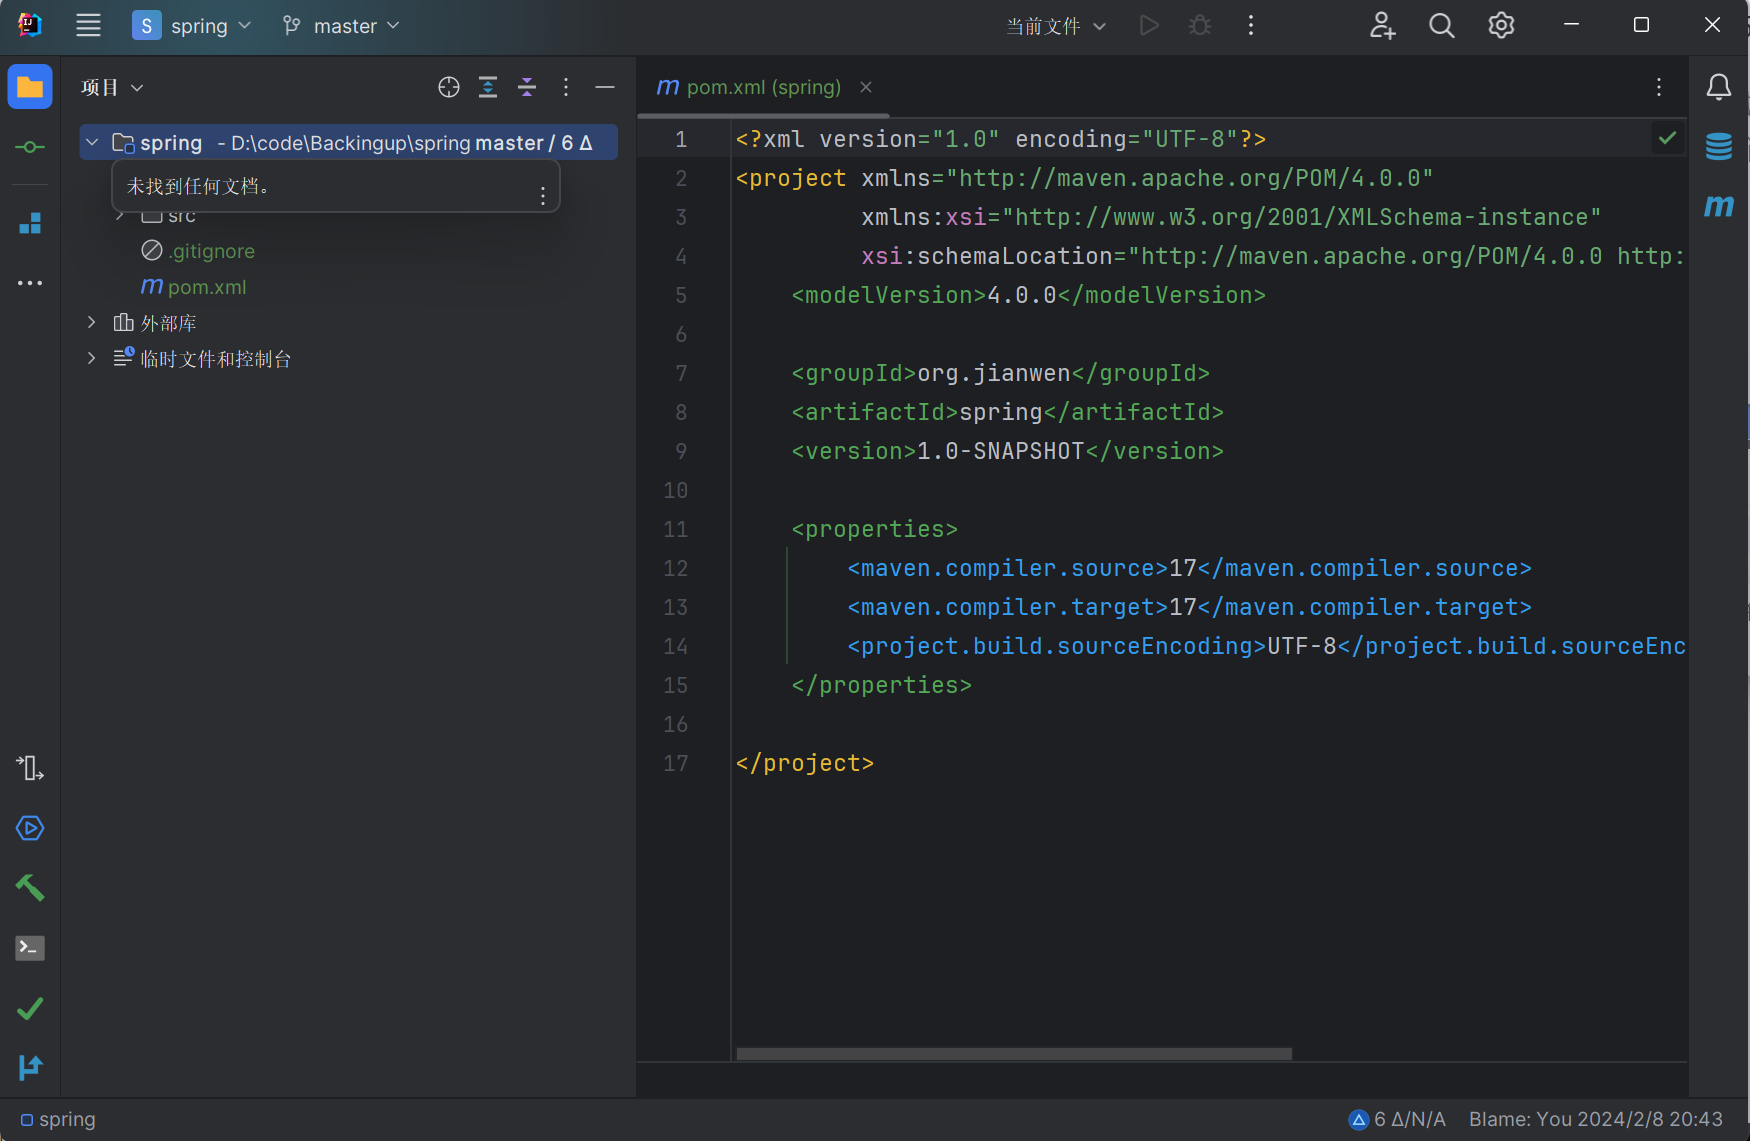 S spring master 当前文件
项目
spring - D:\code\Backingup\spring master / 6 Δ
未找到任何文档。
src
.gitignore
m pom.xml
外部库
临时文件和控制台
m pom.xml (spring)
1 <?xml version="1.0" encoding="UTF-8"?>
2 <project xmlns="http://maven.apache.org/POM/4.0.0"
3 xmlns:xsi="http://www.w3.org/2001/XMLSchema-instance"
4 xsi:schemaLocation="http://maven.apache.org/POM/4.0.0 http:
5 <modelVersion>4.0.0</modelVersion>
6
7 <groupId>org.jianwen</groupId>
8 <artifactId>spring</artifactId>
9 <version>1.0-SNAPSHOT</version>
10
11 <properties>
12 <maven.compiler.source>17</maven.compiler.source>
13 <maven.compiler.target>17</maven.compiler.target>
14 <project.build.sourceEncoding>UTF-8</project.build.sourceEnc
15 </properties>
16
17 </project>
m
spring 6 Δ/N/A Blame: You 2024/2/8 20:43